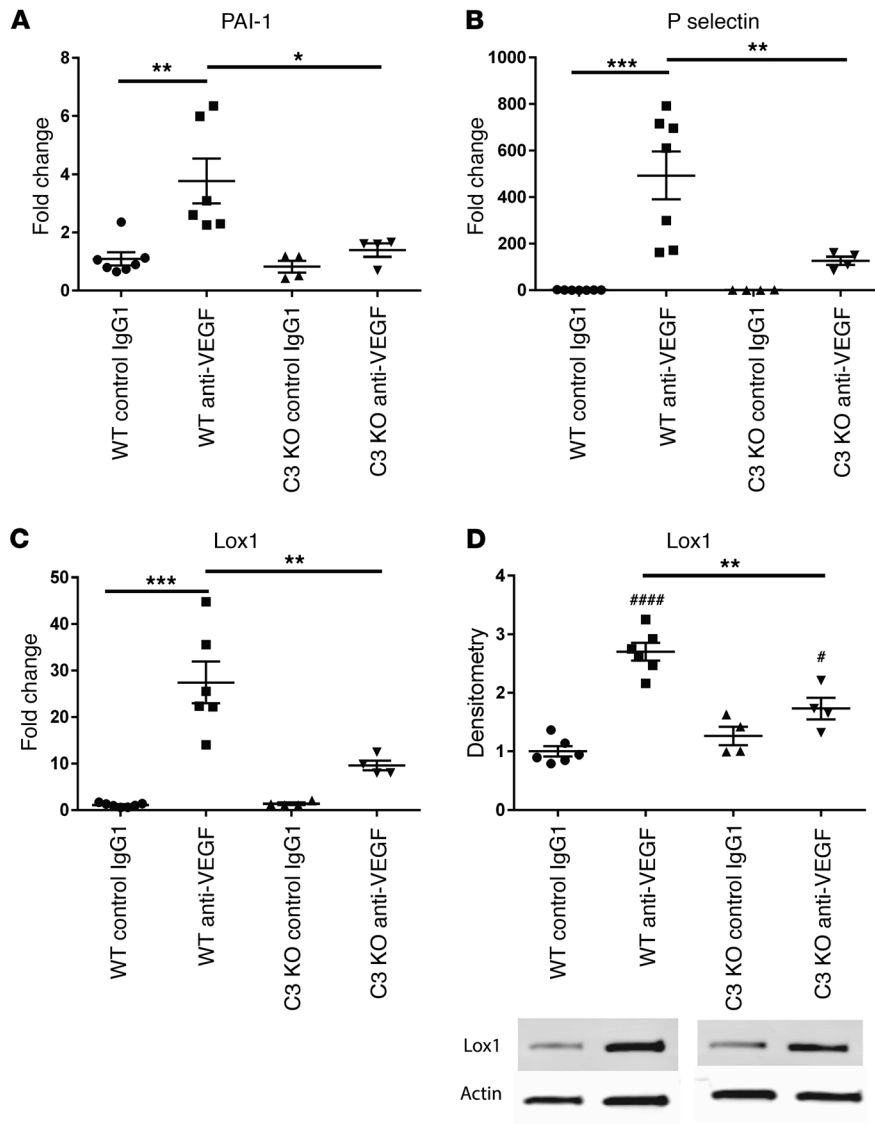 A
PAI-1
8
6
4
2
0
Fold change
**
*
WT control IgG1
WT anti-VEGF
C3 KO control IgG1
C3 KO anti-VEGF
B
P selectin
1000
800
600
400
200
0
Fold change
***
**
WT control IgG1
WT anti-VEGF
C3 KO control IgG1
C3 KO anti-VEGF
C
Lox1
50
40
30
20
10
0
Fold change
***
**
WT control IgG1
WT anti-VEGF
C3 KO control IgG1
C3 KO anti-VEGF
D
Lox1
4
3
2
1
0
Densitometry
**
####
#
WT control IgG1
WT anti-VEGF
C3 KO control IgG1
C3 KO anti-VEGF
Lox1
Actin